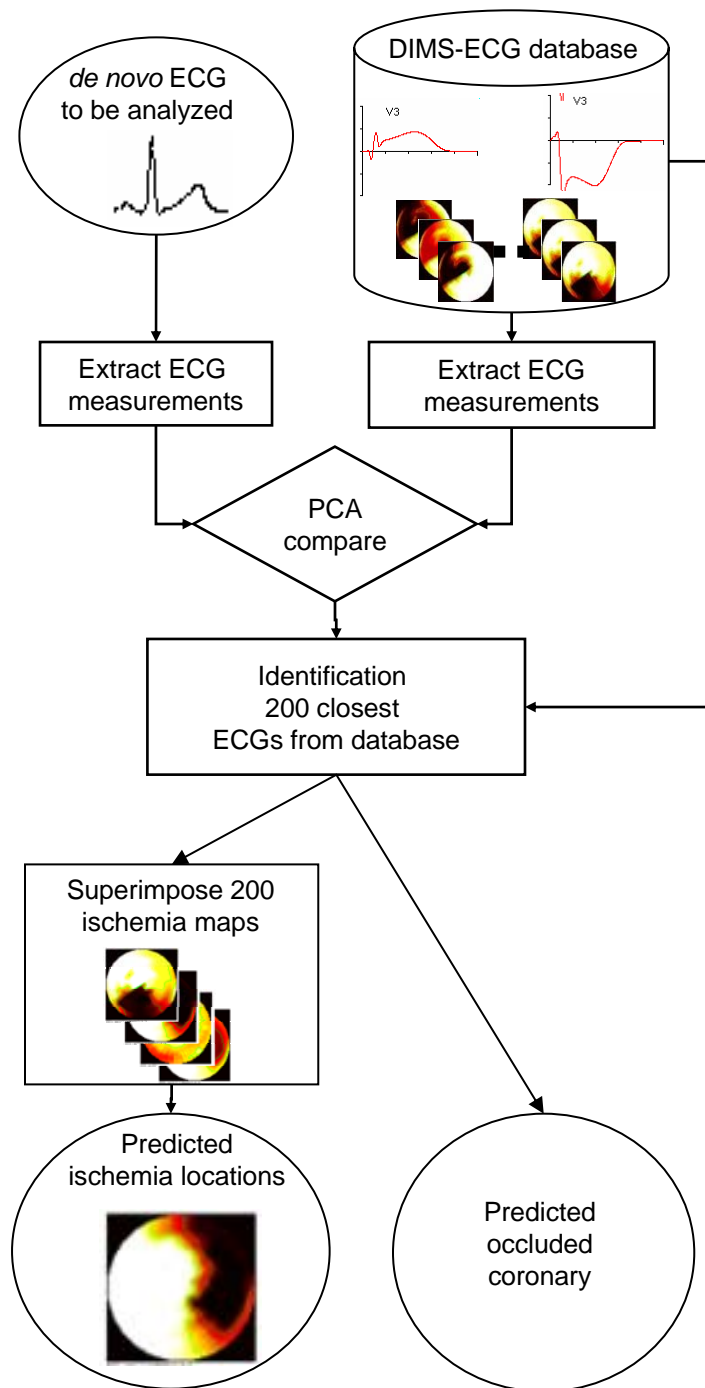 de novo ECG
to be analyzed
DIMS-ECG database
V3
V3
Extract ECG
measurements
Extract ECG
measurements
PCA
compare
Identification
200 closest
ECGs from database
Superimpose 200
ischemia maps
Predicted
ischemia locations
Predicted
occluded
coronary